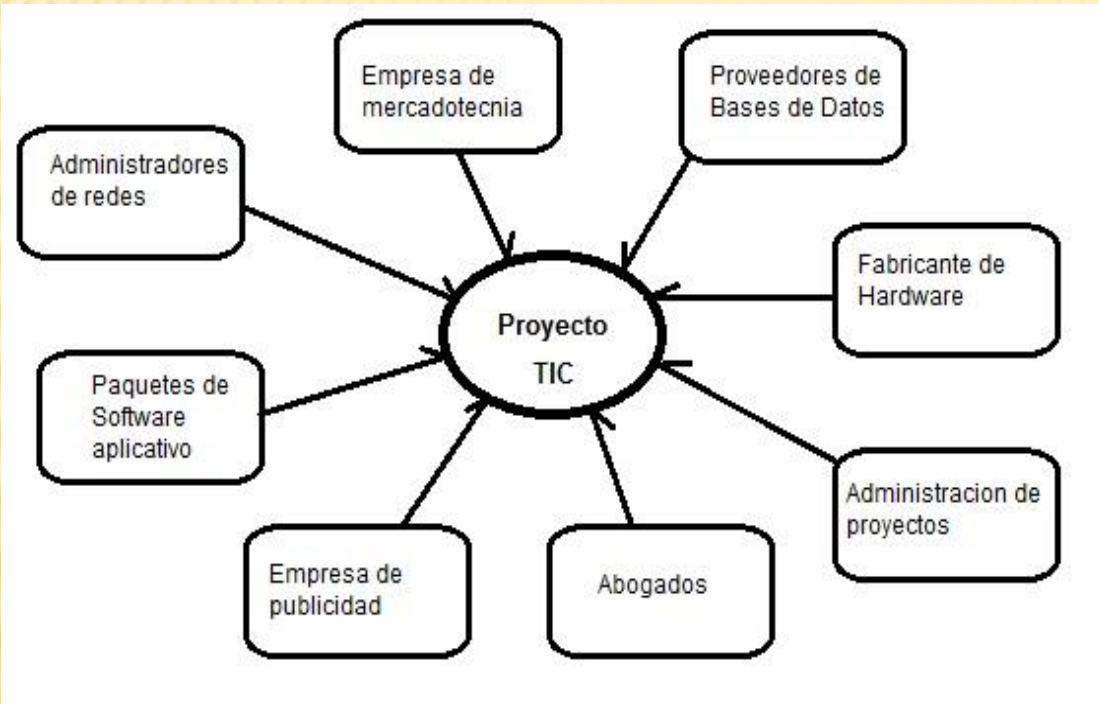 Empresa de
mercadotecnia
Proveedores de
Bases de Datos
Administradores
de redes
Fabricante de
Hardware
Proyecto
TIC
Paquetes de
Software
aplicativo
Administracion de
proyectos
Empresa de
publicidad
Abogados